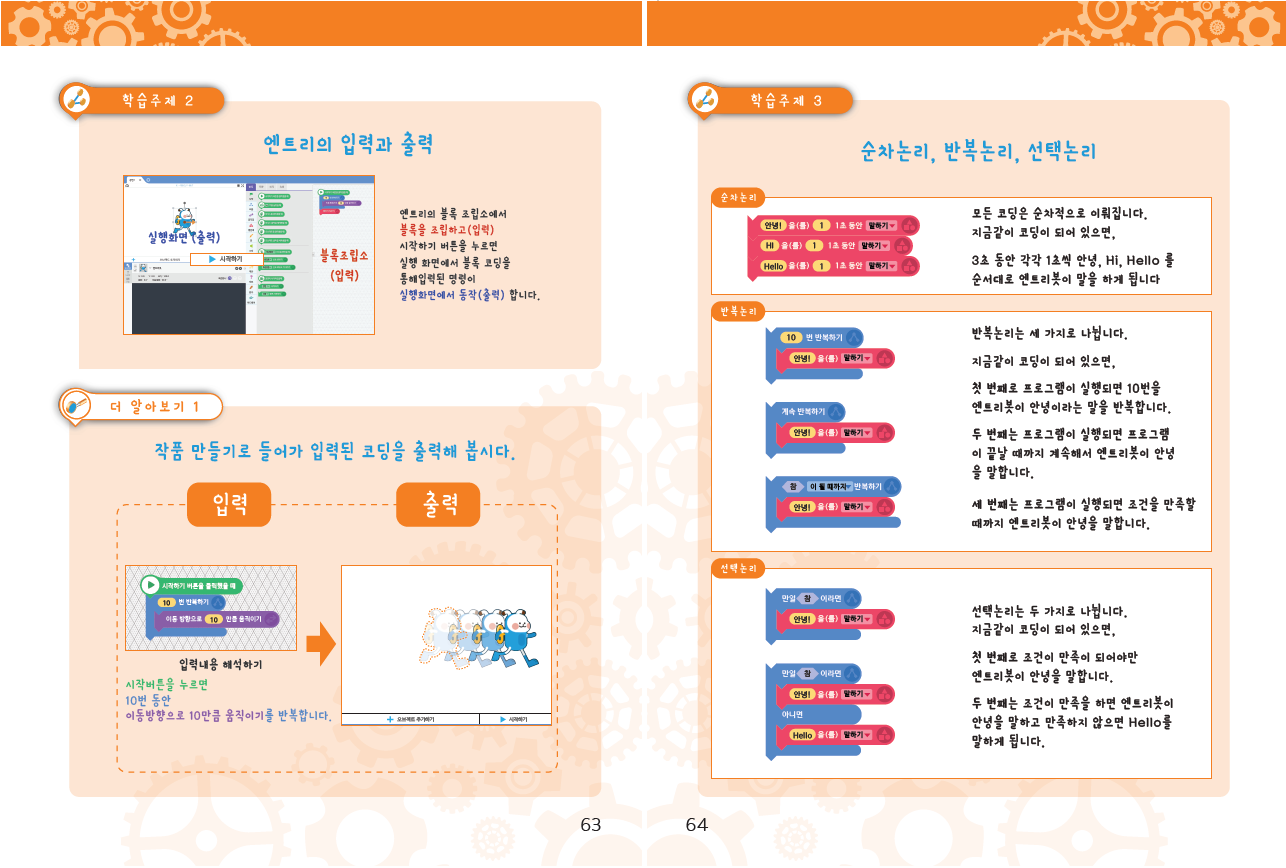 학습주제 2
엔트리의 입력과 출력
실행화면 (출력)
시작하기
블록조립소
(입력)
엔트리의 블록 조립소에서
블록을 조립하고(입력)
시작하기 버튼을 누르면
실행 화면에서 블록 코딩을
통해입력된 명령이
실행화면에서 동작(출력) 합니다.
더 알아보기 1
작품 만들기로 들어가 입력된 코딩을 출력해 봅시다.
입력
출력
시작하기 버튼을 클릭했을 때
10 번 반복하기
이동 방향으로 10 만큼 움직이기
입력내용 해석하기
시작버튼을 누르면
10번 동안
이동방향으로 10만큼 움직이기를 반복합니다.
오브젝트 추가하기
시작하기
63
학습주제 3
순차논리, 반복논리, 선택논리
순차논리
안녕! 을(를) 1 1초 동안 말하기
HI 을(를) 1 1초 동안 말하기
Hello 을(를) 1 1초 동안 말하기
모든 코딩은 순차적으로 이뤄집니다.
지금같이 코딩이 되어 있으면,
3초 동안 각각 1초씩 안녕, Hi, Hello 를
순서대로 엔트리봇이 말을 하게 됩니다
반복논리
10 번 반복하기
안녕! 을(를) 말하기
계속 반복하기
안녕! 을(를) 말하기
참 이 될 때까지 반복하기
안녕! 을(를) 말하기
반복논리는 세 가지로 나뉩니다.
지금같이 코딩이 되어 있으면,
첫 번째로 프로그램이 실행되면 10번을
엔트리봇이 안녕이라는 말을 반복합니다.
두 번째는 프로그램이 실행되면 프로그램
이 끝날 때까지 계속해서 엔트리봇이 안녕
을 말합니다.
세 번째는 프로그램이 실행되면 조건을 만족할
때까지 엔트리봇이 안녕을 말합니다.
선택논리
만일 참 이라면
안녕! 을(를) 말하기
만일 참 이라면
안녕! 을(를) 말하기
아니면
Hello 을(를) 말하기
선택논리는 두 가지로 나뉩니다.
지금같이 코딩이 되어 있으면,
첫 번째로 조건이 만족이 되어야만
엔트리봇이 안녕을 말합니다.
두 번째는 조건이 만족을 하면 엔트리봇이
안녕을 말하고 만족하지 않으면 Hello를
말하게 됩니다.
64